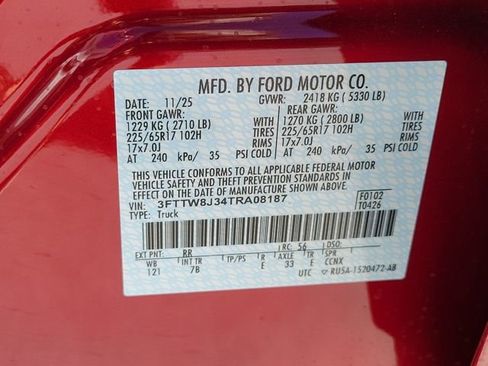 MFD. BY FORD MOTOR CO.
DATE: 11/25 GVWR: 2418 KG ( 5330 LB)
FRONT GAWR: REAR GAWR:
1229 KG ( 2710 LB) WITH 1270 KG ( 2800 LB) WITH
225/65R17 102H TIRES 225/65R17 102H TIRES
17x7.0J RIMS 17x7.0J RIMS
AT 240 kPa/ 35 PSI COLD AT 240 kPa/ 35 PSI COLD
THIS VEHICLE CONFORMS TO ALL APPLICABLE FEDERAL MOTOR
VEHICLE SAFETY AND THEFT PREVENTION STANDARDS IN
EFFECT ON THE DATE OF MANUFACTURE SHOWN ABOVE.
VIN: 3FTTW8J34TRA08187 F0102
TYPE: Truck T0426
EXT PNT: RR RC: 56 DSO:
WB INT TR TP/PS R AXLE TR SPR
121 7B E 33 E CCNX
UTC RU5A-1520472-AB